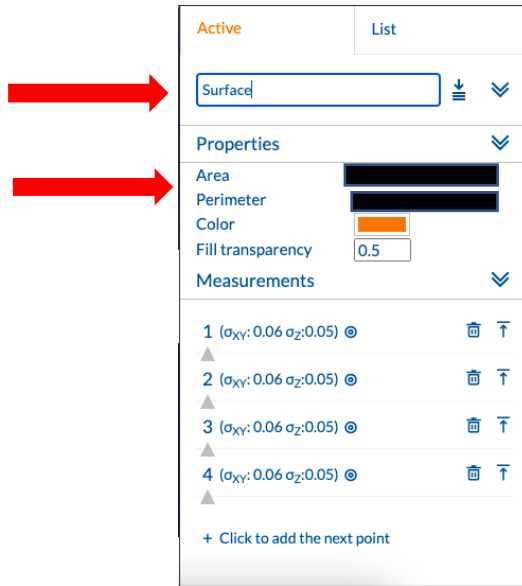 Active List
Surface
Properties
Area
Perimeter
Color
Fill transparency 0.5
Measurements
1 (σXY: 0.06 σZ:0.05)
2 (σXY: 0.06 σZ:0.05)
3 (σXY: 0.06 σZ:0.05)
4 (σXY: 0.06 σZ:0.05)
+ Click to add the next point